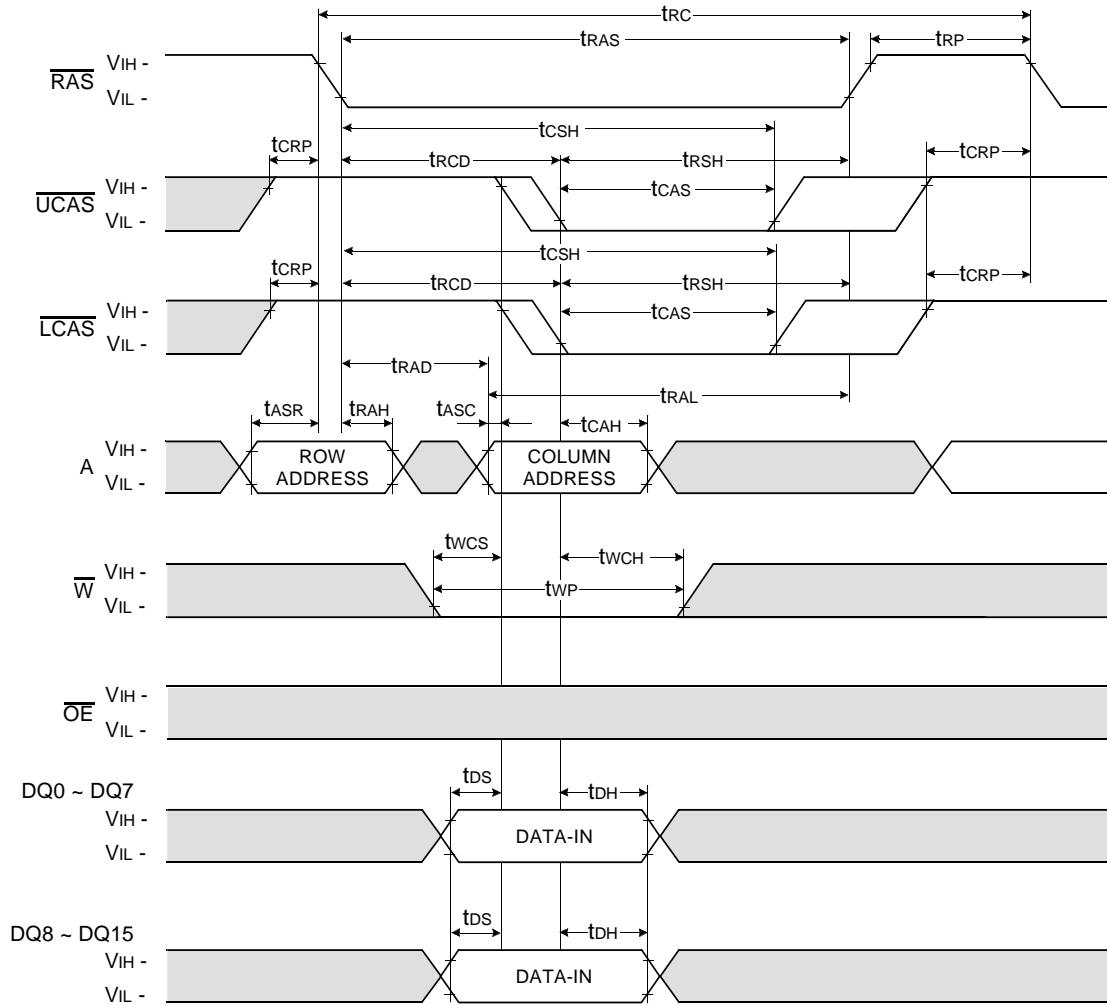 tRC
tRAS tRP
RAS VIH -
VIL -
tCSH
tCRP tRCD tRSH tCRP
UCAS VIH - tCAS
VIL -
tCSH
tCRP tRCD tRSH tCRP
LCAS VIH - tCAS
VIL -
tRAD
tRAL
tASR tRAH tASC tCAH
A VIH - ROW COLUMN
VIL - ADDRESS ADDRESS
tWCS tWCH
W VIH - tWP
VIL -
OE VIH -
VIL -
tDS tDH
DQ0 ~ DQ7
VIH -
DATA-IN
VIL -
tDS tDH
DQ8 ~ DQ15
VIH -
DATA-IN
VIL -